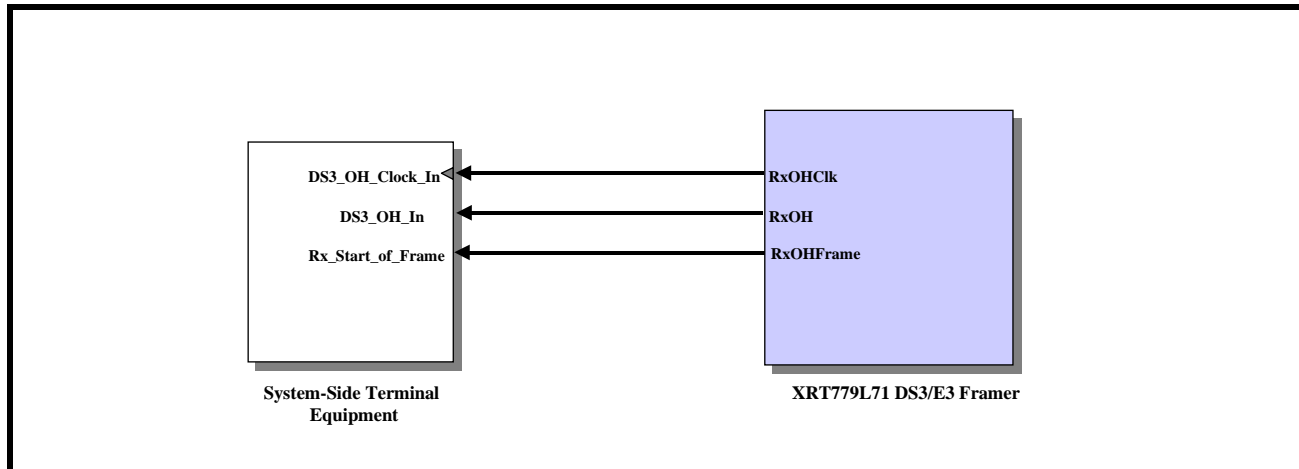 DS3_OH_Clock_In
RxOHClk
DS3_OH_In
RxOH
Rx_Start_of_Frame
RxOHFrame
System-Side Terminal
Equipment
XRT779L71 DS3/E3 Framer